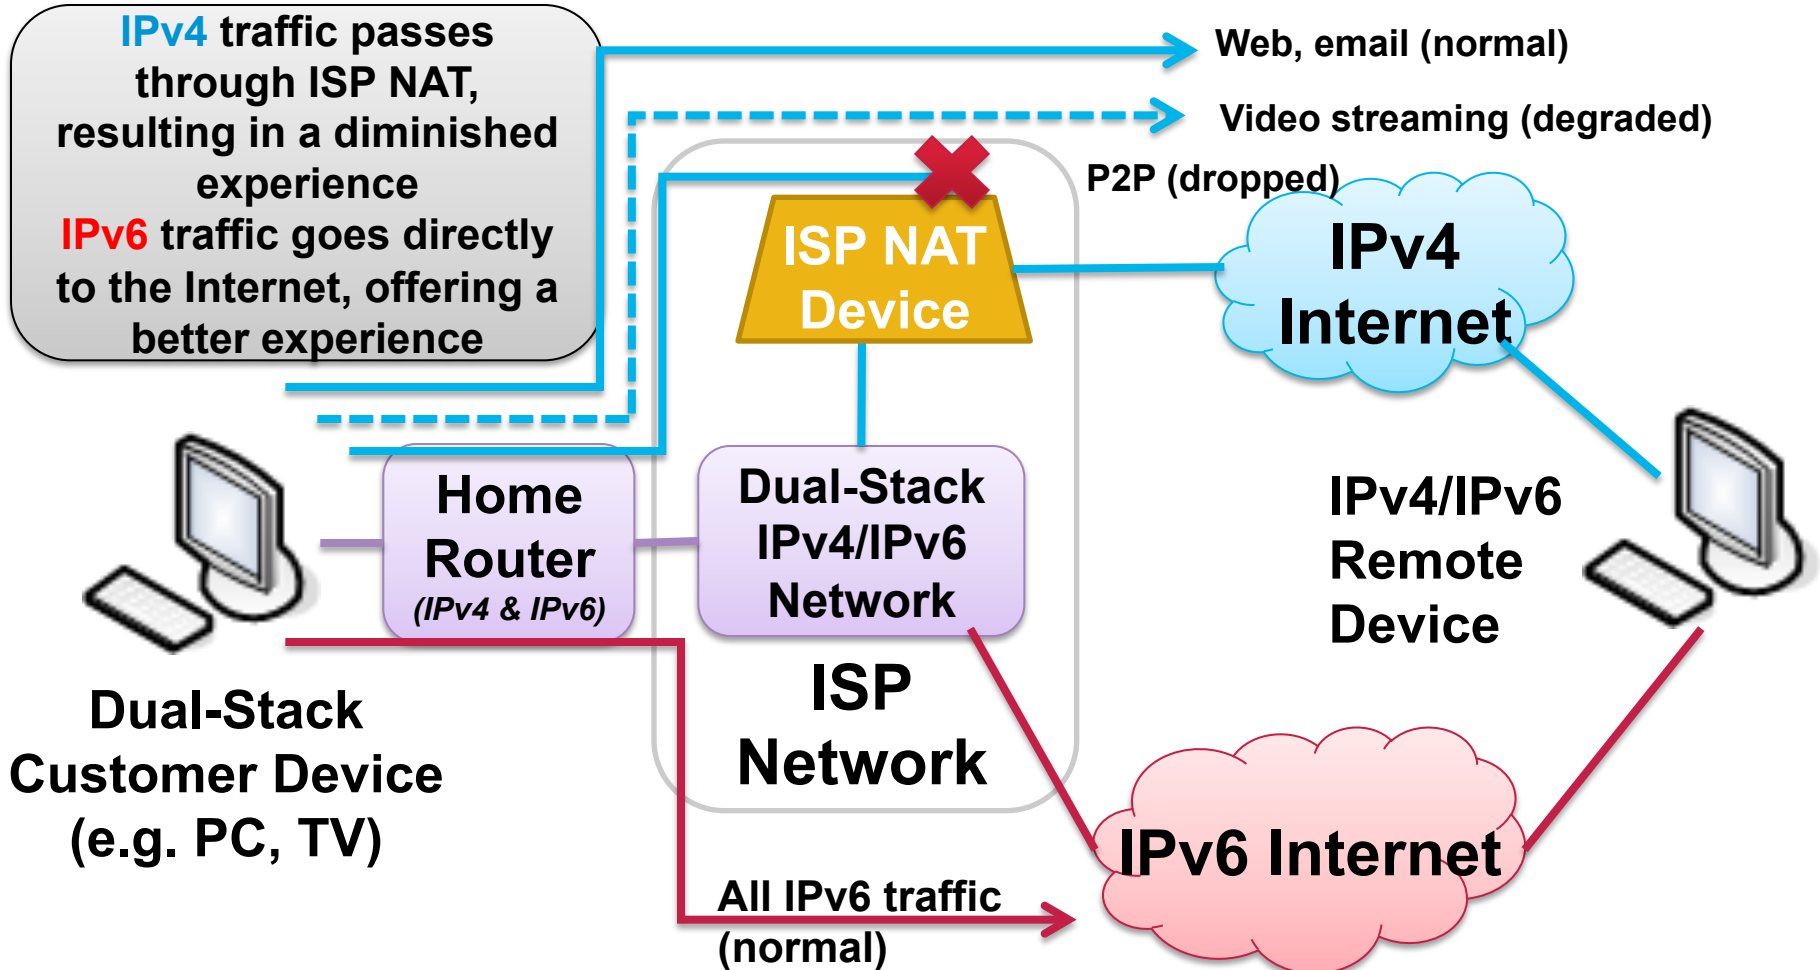 IPv4 traffic passes
through ISP NAT,
resulting in a diminished
experience
IPv6 traffic goes directly
to the Internet, offering a
better experience
Web, email (normal)
Video streaming (degraded)
P2P (dropped)
ISP NAT
Device
IPv4
Internet
Home
Router
(IPv4 & IPv6)
Dual-Stack
IPv4/IPv6
Network
IPv4/IPv6
Remote
Device
ISP
Network
Dual-Stack
Customer Device
(e.g. PC, TV)
IPv6 Internet
All IPv6 traffic
(normal)